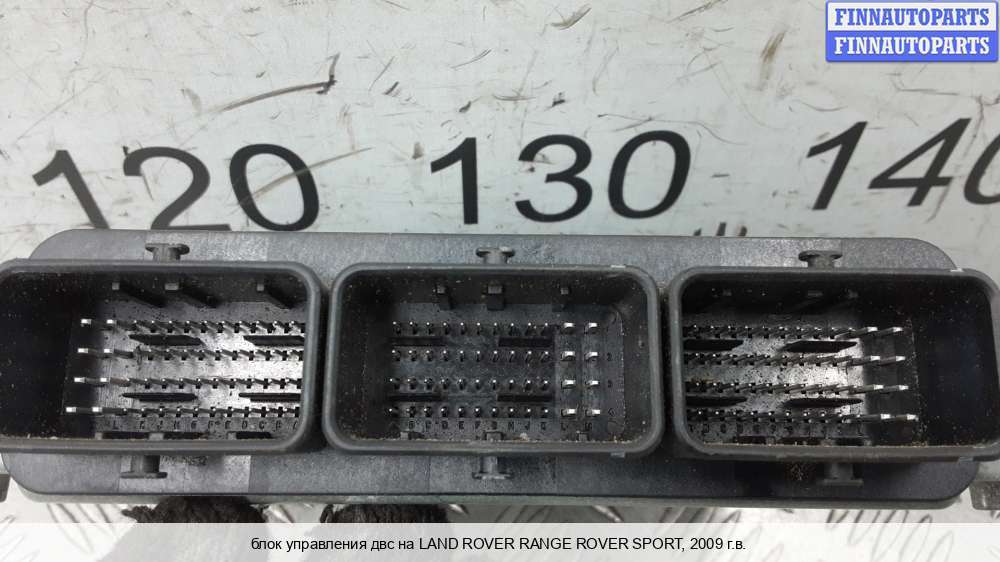 FINNAUTOPARTS
FINNAUTOPARTS
120 130 140
блок управления двс на LAND ROVER RANGE ROVER SPORT, 2009 г.в.